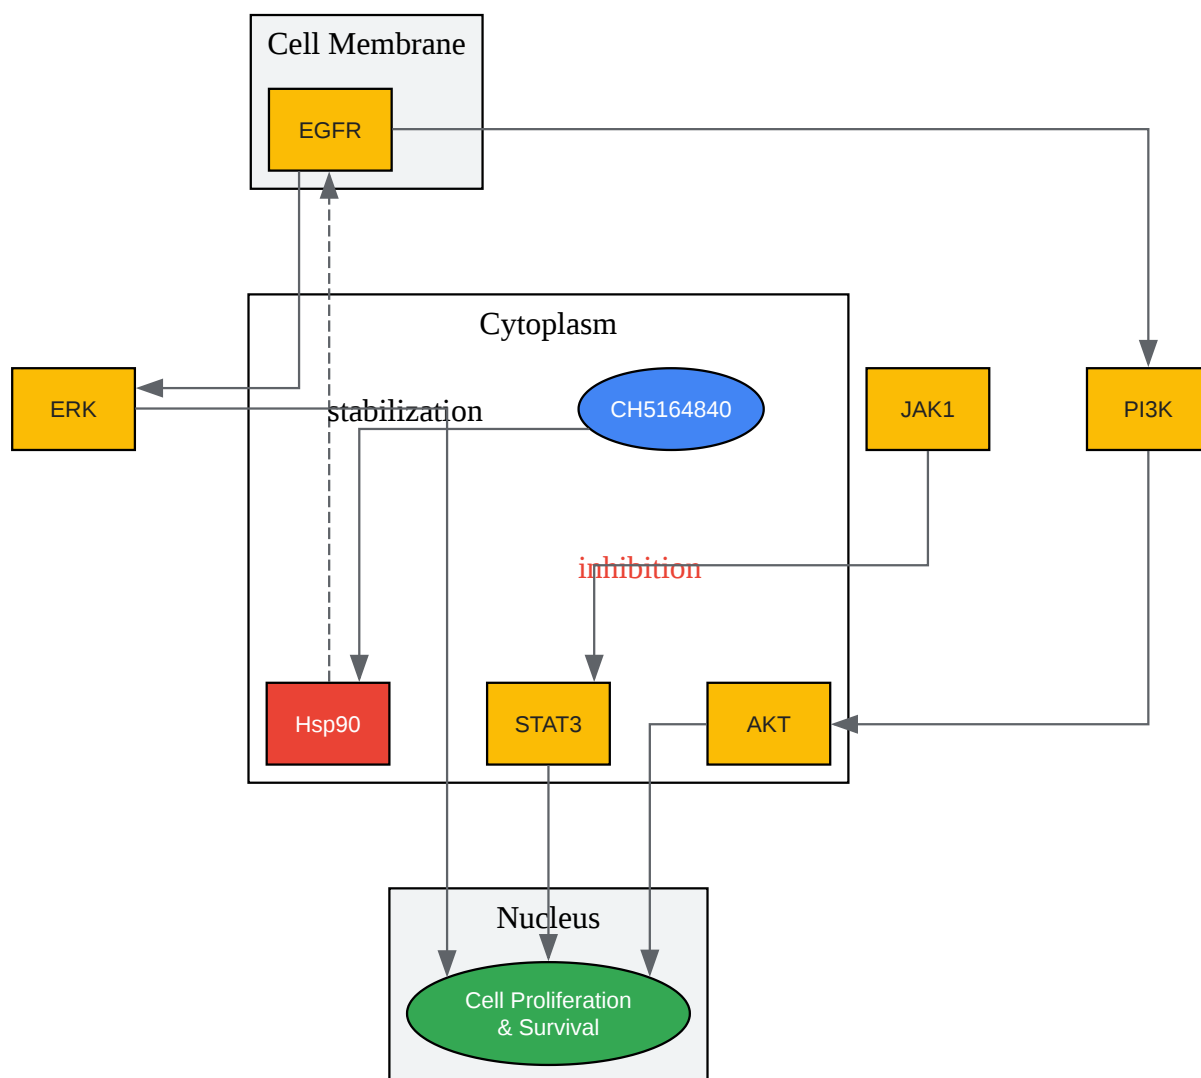 Cell Membrane
EGFR
Cytoplasm
ERK
stabilization
CH5164840
JAK1
PI3K
inhibition
Hsp90
STAT3
AKT
Nucleus
Cell Proliferation
& Survival